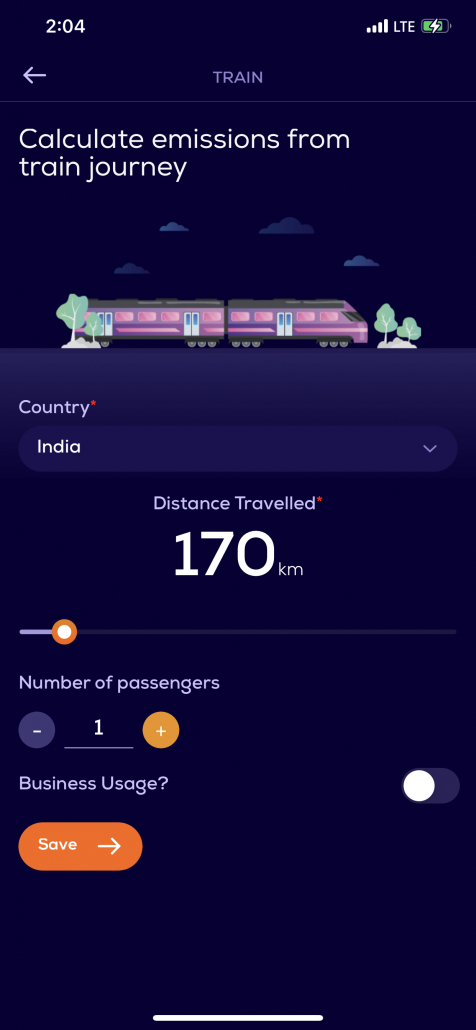 2:04
LTE
TRAIN
Calculate emissions from
train journey
Country*
India
Distance Travelled*
170 km
Number of passengers
- 1 +
Business Usage?
Save